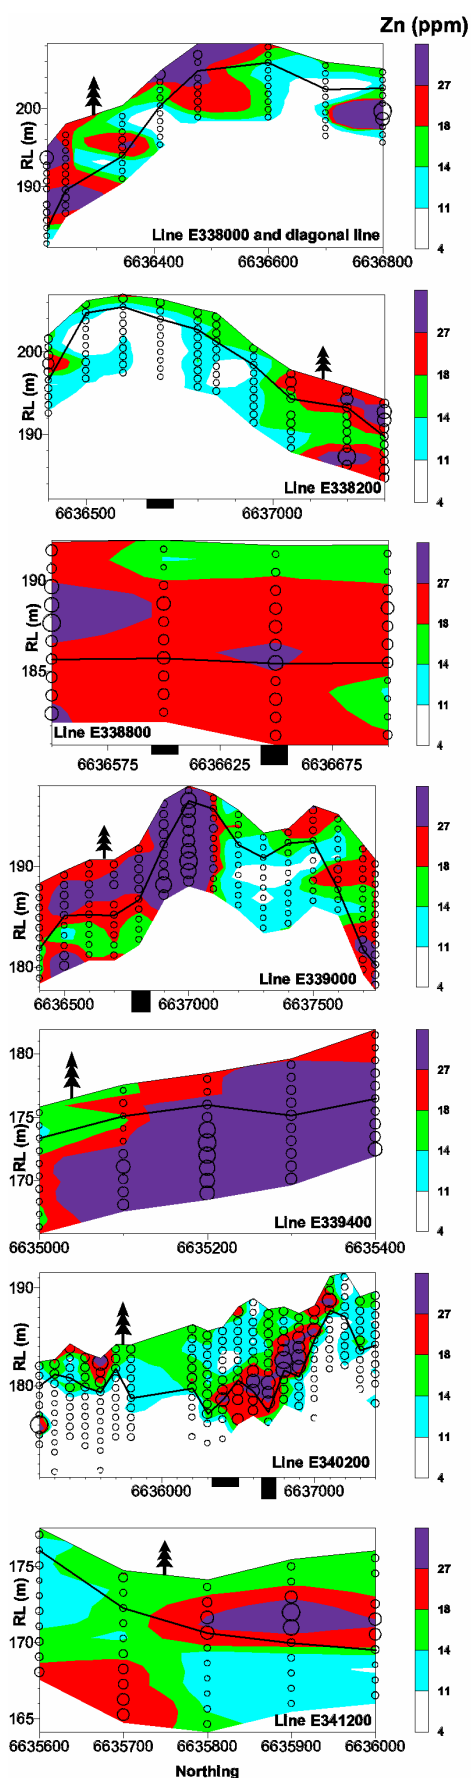 Zn (ppm)
RL (m)
200
190
27
18
14
11
4
Line E338000 and diagonal line
6636400 6636600 6636800
RL (m)
200
190
27
18
14
11
4
Line E338200
6636500 6637000
RL (m)
190
185
27
18
14
11
4
Line E338800
6636575 6636625 6636675
RL (m)
190
180
27
18
14
11
4
Line E339000
6636500 6637000 6637500
RL (m)
180
175
170
27
18
14
11
4
Line E339400
6635000 6635200 6635400
RL (m)
190
180
27
18
14
11
4
Line E340200
6636000 6637000
RL (m)
175
170
165
27
18
14
11
4
Line E341200
6635600 6635700 6635800 6635900 6636000
Northing